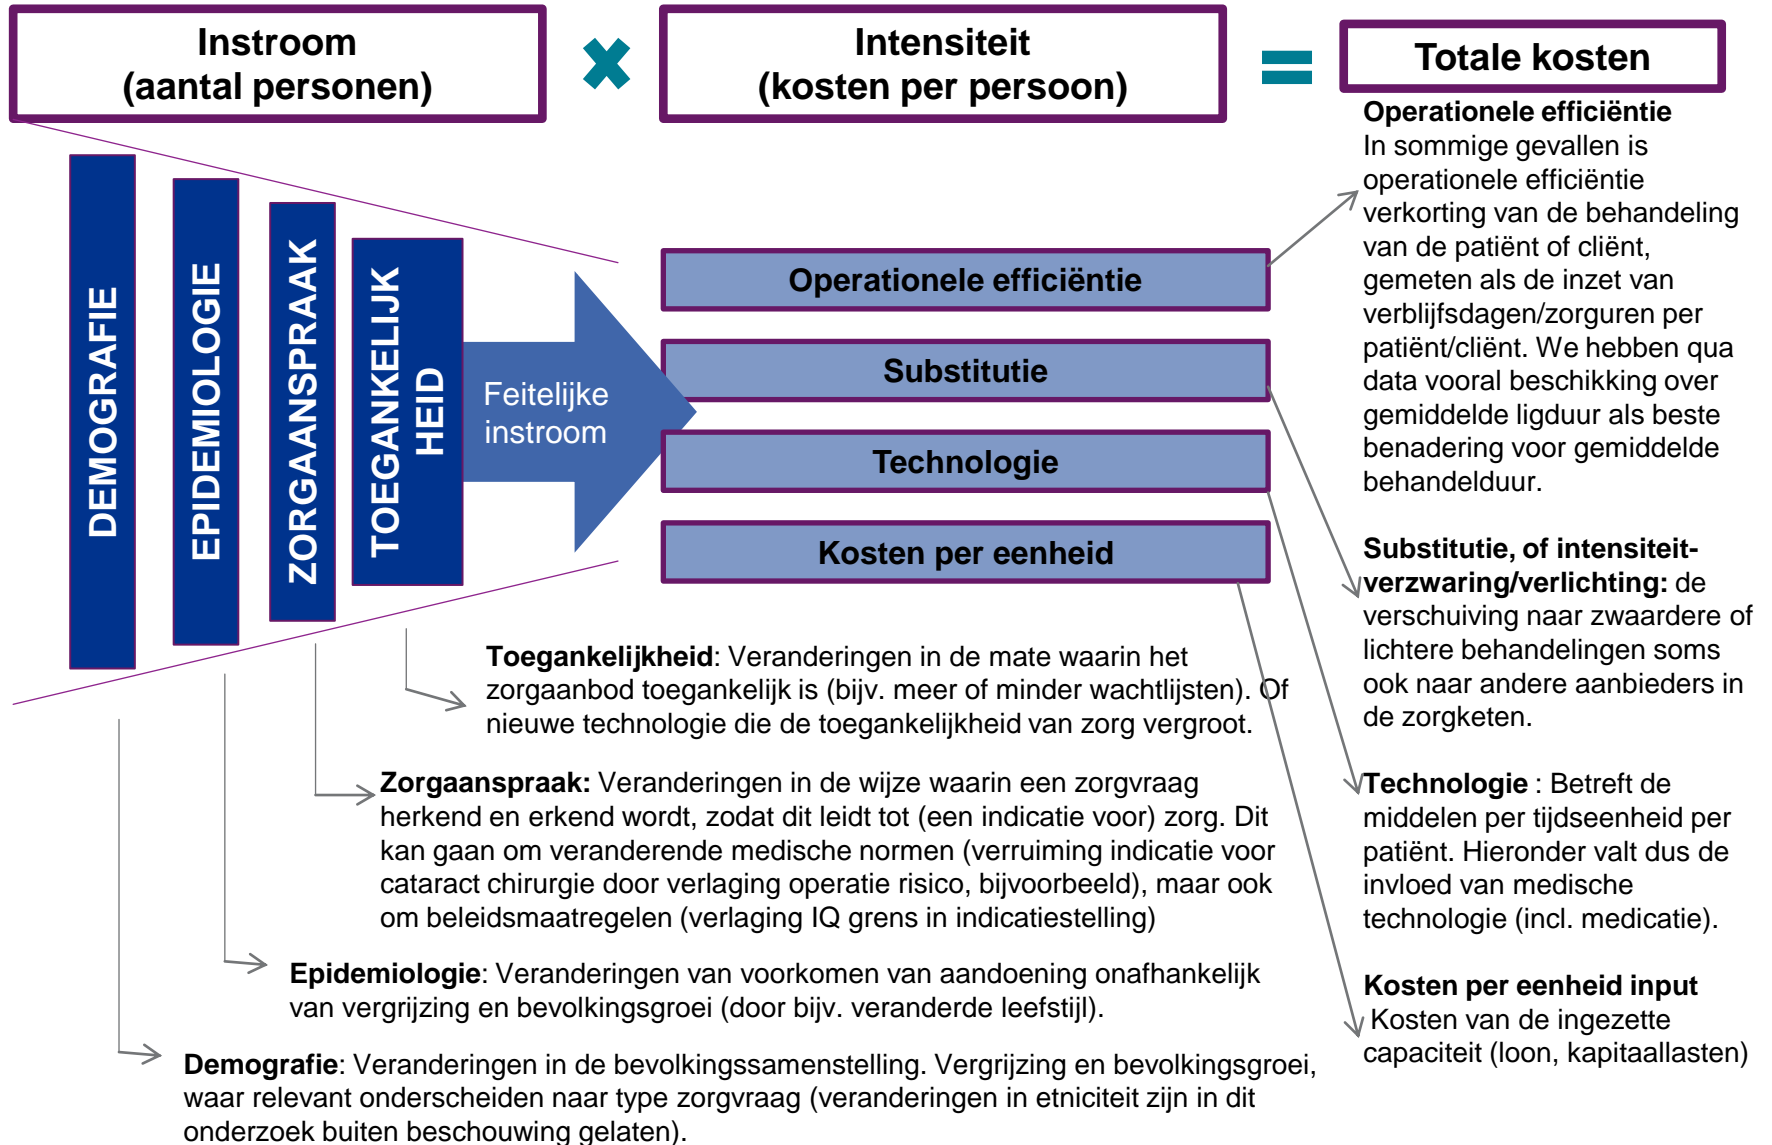 Instroom
(aantal personen)
Intensiteit
(kosten per persoon)
Totale kosten
DEMOGRAFIE
EPIDEMIOLOGIE
ZORGAANSPRAAK
TOEGANKELIJK
HEID
Feitelijke
instroom
Operationele efficiëntie
Substitutie
Technologie
Kosten per eenheid
Operationele efficiëntie
In sommige gevallen is
operationele efficiëntie
verkorting van de behandeling
van de patiënt of cliënt,
gemeten als de inzet van
verblijfsdagen/zorguren per
patiënt/cliënt. We hebben qua
data vooral beschikking over
gemiddelde ligduur als beste
benadering voor gemiddelde
behandelduur.
Substitutie, of intensiteit-
verzwaring/verlichting: de
verschuiving naar zwaardere of
lichtere behandelingen soms
ook naar andere aanbieders in
de zorgketen.
Technologie : Betreft de
middelen per tijdseenheid per
patiënt. Hieronder valt dus de
invloed van medische
technologie (incl. medicatie).
Kosten per eenheid input
Kosten van de ingezette
capaciteit (loon, kapitaallasten)
Toegankelijkheid: Veranderingen in de mate waarin het
zorgaanbod toegankelijk is (bijv. meer of minder wachtlijsten). Of
nieuwe technologie die de toegankelijkheid van zorg vergroot.
Zorgaanspraak: Veranderingen in de wijze waarin een zorgvraag
herkend en erkend wordt, zodat dit leidt tot (een indicatie voor) zorg. Dit
kan gaan om veranderende medische normen (verruiming indicatie voor
cataract chirurgie door verlaging operatie risico, bijvoorbeeld), maar ook
om beleidsmaatregelen (verlaging IQ grens in indicatiestelling)
Epidemiologie: Veranderingen van voorkomen van aandoening onafhankelijk
van vergrijzing en bevolkingsgroei (door bijv. veranderde leefstijl).
Demografie: Veranderingen in de bevolkingssamenstelling. Vergrijzing en bevolkingsgroei,
waar relevant onderscheiden naar type zorgvraag (veranderingen in etniciteit zijn in dit
onderzoek buiten beschouwing gelaten).